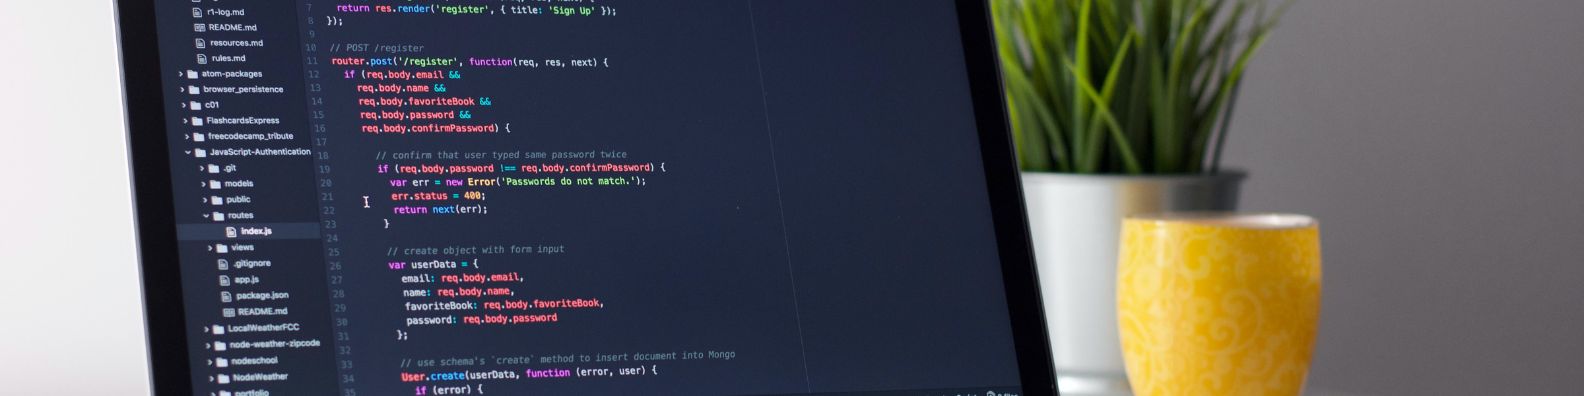 r1-log.md
README.md
resources.md
rules.md
atom-packages
browser_persistence
c01
FlashcardsExpress
freecodecamp_tribute
JavaScript-Authentication
.git
models
public
routes
index.js
views
.gitignore
app.js
package.json
README.md
LocalWeatherFCC
node-weather-zipcode
nodeschool
NodeWeather
portfolio
7 return res.render('register', { title: 'Sign Up' });
8 });
9
10 // POST /register
11 router.post('/register', function(req, res, next) {
12 if (req.body.email &&
13 req.body.name &&
14 req.body.favoriteBook &&
15 req.body.password &&
16 req.body.confirmPassword) {
17
18 // confirm that user typed same password twice
19 if (req.body.password !== req.body.confirmPassword) {
20 var err = new Error('Passwords do not match.');
21 err.status = 400;
22 return next(err);
23 }
24
25 // create object with form input
26 var userData = {
27 email: req.body.email,
28 name: req.body.name,
29 favoriteBook: req.body.favoriteBook,
30 password: req.body.password
31 };
32
33 // use schema's `create` method to insert document into Mongo
34 User.create(userData, function (error, user) {
35 if (error) {